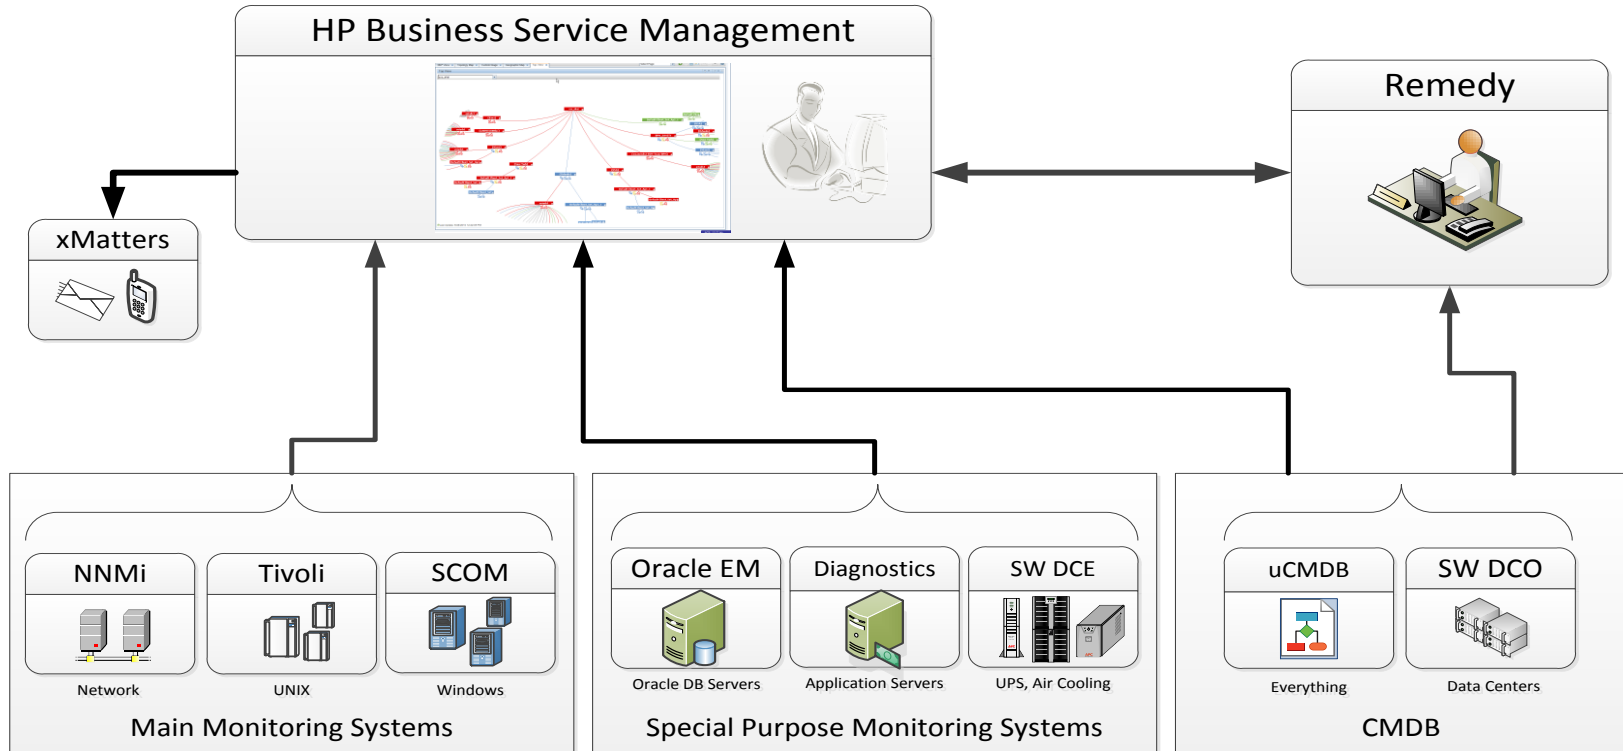 HP Business Service Management
Remedy
xMatters
NNMi
Tivoli
SCOM
Network
UNIX
Windows
Main Monitoring Systems
Oracle EM
Diagnostics
SW DCE
Oracle DB Servers
Application Servers
UPS, Air Cooling
Special Purpose Monitoring Systems
uCMDB
SW DCO
Everything
Data Centers
CMDB